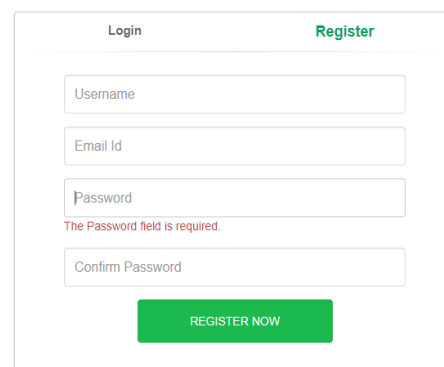 Login Register
Username
Email Id
Password
The Password field is required.
Confirm Password
REGISTER NOW